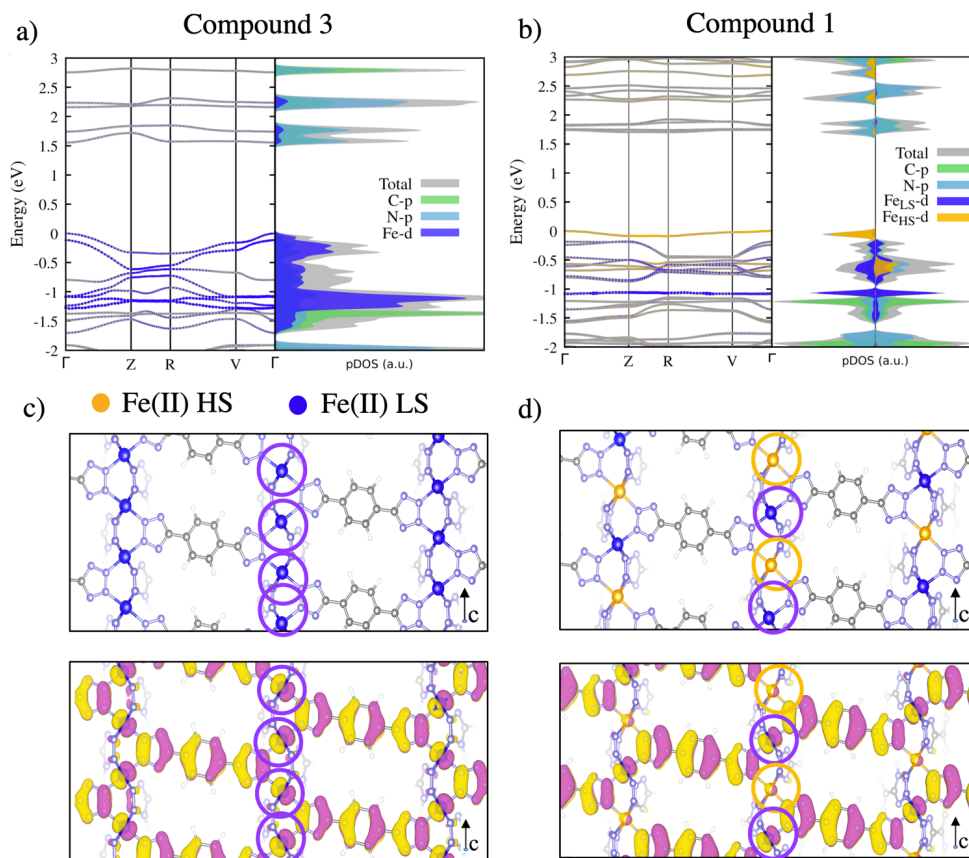 a)
Compound 3
3
2.5
2
1.5
1
0.5
0
-0.5
-1
-1.5
-2
Energy (eV)
Γ
Z
R
V
Γ
pDOS (a.u.)
Total
C-p
N-p
Fe-d
b)
Compound 1
3
2.5
2
1.5
1
0.5
0
-0.5
-1
-1.5
-2
Energy (eV)
Γ
Z
R
V
Γ
pDOS (a.u.)
Total
C-p
N-p
Fe_LS-d
Fe_HS-d
c)
Fe(II) HS
Fe(II) LS
d)
c
c
c
c